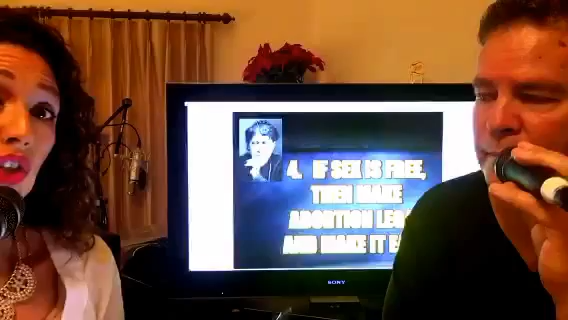 4. IF SEX IS FREE,
THEN MAKE
ABORTION
AND MAKE IT
SONY